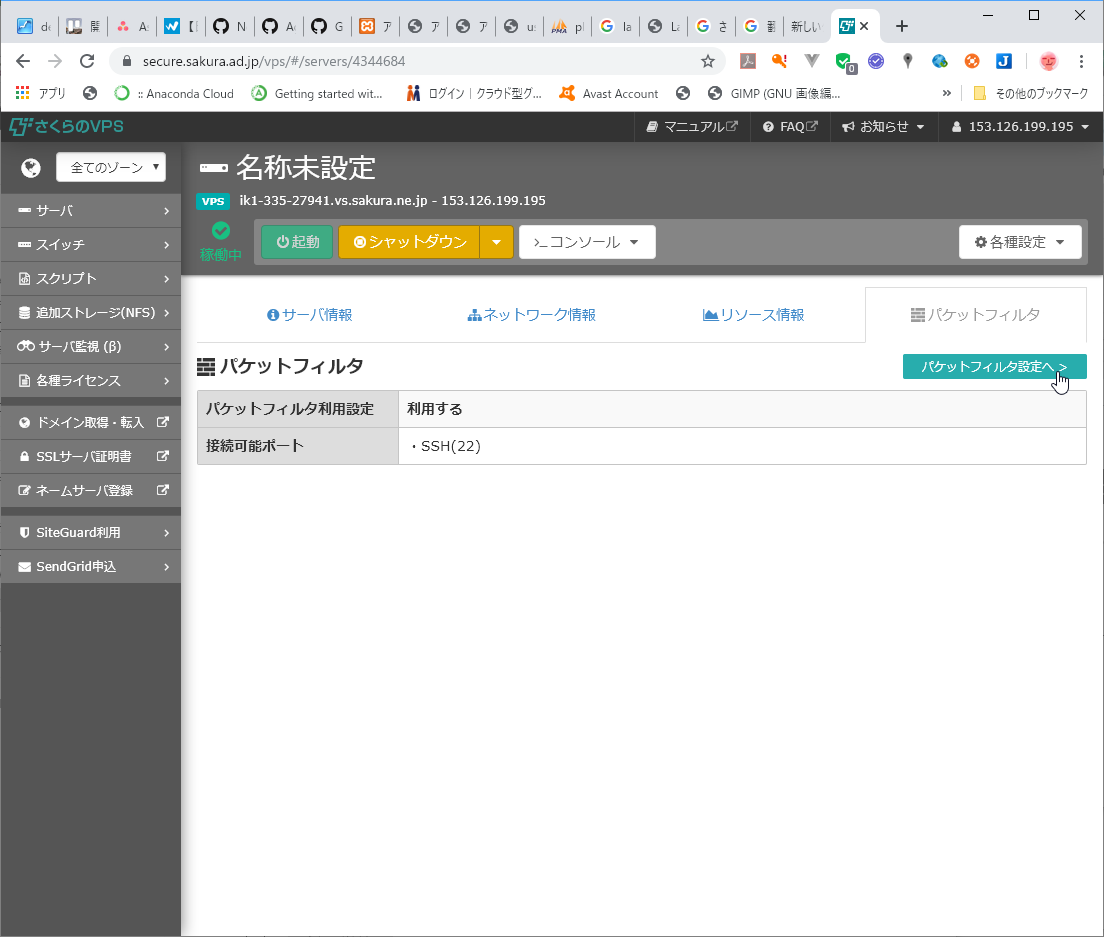 secure.sakura.ad.jp/vps/#/servers/4344684
アプリ :: Anaconda Cloud Getting started wit... ログイン | クラウド型グ... Avast Account GIMP (GNU 画像編... » その他のブックマーク
さくらのVPS マニュアル FAQ お知らせ 153.126.199.195
全てのゾーン
名称未設定
VPS ik1-335-27941.vs.sakura.ne.jp - 153.126.199.195
稼働中 起動 シャットダウン >_コンソール 各種設定
サーバ
スイッチ
スクリプト
追加ストレージ(NFS)
サーバ監視 (β)
各種ライセンス
ドメイン取得・転入
SSLサーバ証明書
ネームサーバ登録
SiteGuard利用
SendGrid申込
サーバ情報 ネットワーク情報 リソース情報 パケットフィルタ
パケットフィルタ パケットフィルタ設定へ >
パケットフィルタ利用設定 利用する
接続可能ポート ・SSH(22)